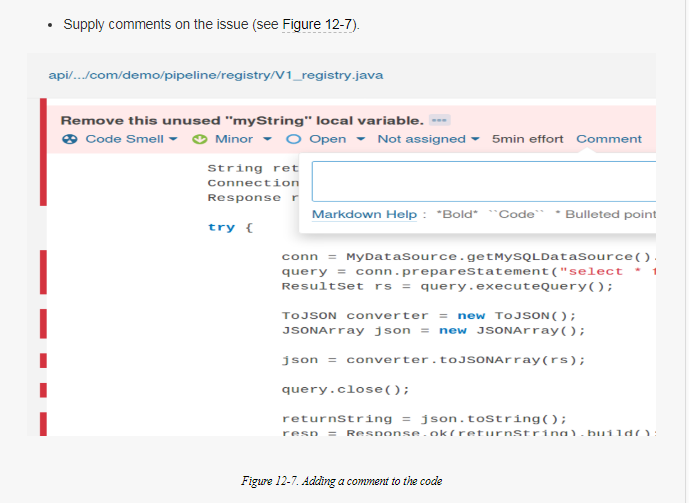 • Supply comments on the issue (see Figure 12-7).
api/.../com/demo/pipeline/registry/V1_registry.java
Remove this unused "myString" local variable.
Code Smell Minor Open Not assigned 5min effort Comment
String ret
Connection
Response r
Markdown Help : *Bold* ``Code`` * Bulleted point
try {
conn = MyDataSource.getMySQLDataSource().
query = conn.prepareStatement("select *
ResultSet rs = query.executeQuery();
ToJSON converter = new ToJSON();
JSONArray json = new JSONArray();
json = converter.toJSONArray(rs);
query.close();
returnString = json.toString();
resp = Response.ok(returnString).build()
Figure 12-7. Adding a comment to the code